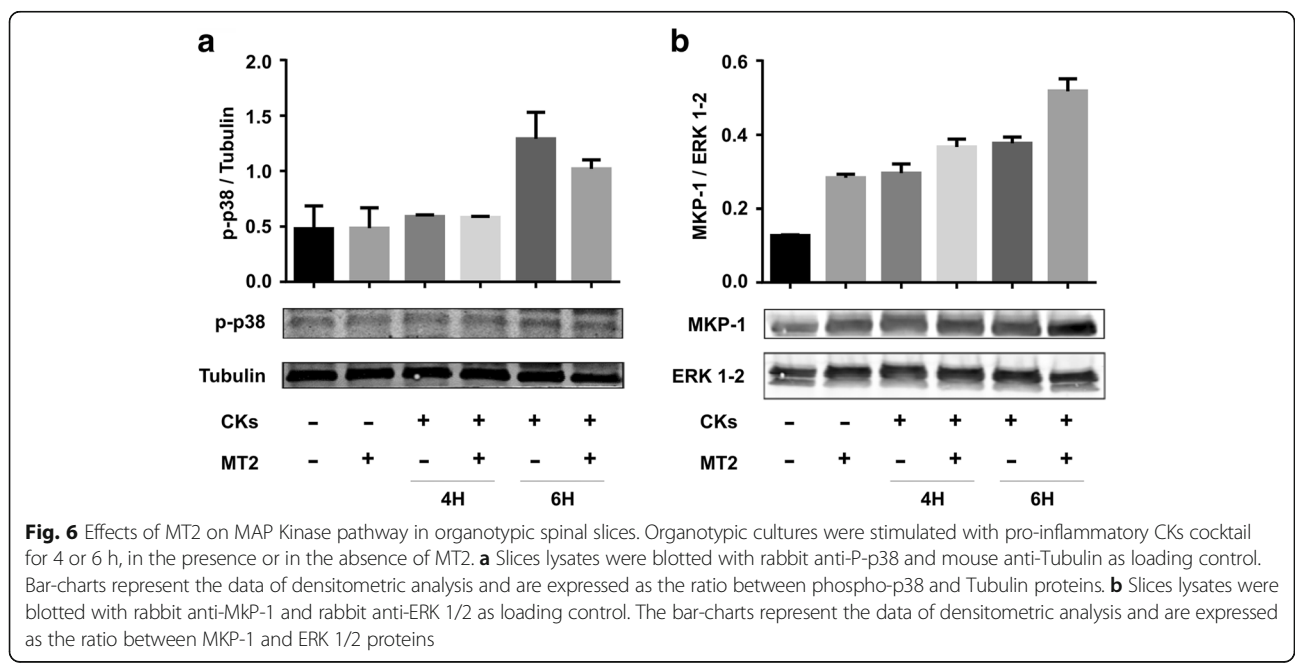 a
2.0
1.5
1.0
0.5
0.0
p-p38 / Tubulin
p-p38
Tubulin
CKs - - + + + +
MT2 - + - + - +
4H 6H
b
0.6
0.4
0.2
0.0
MKP-1 / ERK 1-2
MKP-1
ERK 1-2
CKs - - + + + +
MT2 - + - + - +
4H 6H
Fig. 6 Effects of MT2 on MAP Kinase pathway in organotypic spinal slices. Organotypic cultures were stimulated with pro-inflammatory CKs cocktail
for 4 or 6 h, in the presence or in the absence of MT2. a Slices lysates were blotted with rabbit anti-P-p38 and mouse anti-Tubulin as loading control.
Bar-charts represent the data of densitometric analysis and are expressed as the ratio between phospho-p38 and Tubulin proteins. b Slices lysates were
blotted with rabbit anti-MkP-1 and rabbit anti-ERK 1/2 as loading control. The bar-charts represent the data of densitometric analysis and are expressed
as the ratio between MKP-1 and ERK 1/2 proteins